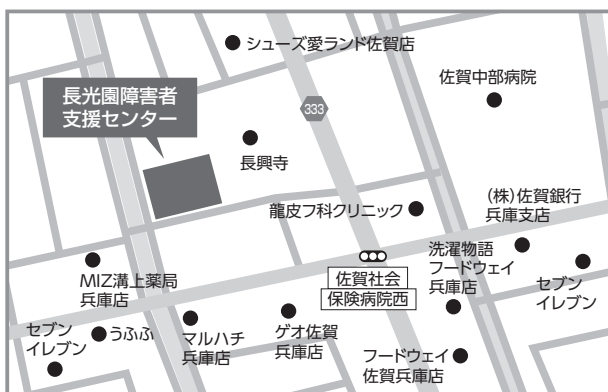 シューズ愛ランド佐賀店
佐賀中部病院
長光園障害者
支援センター
333
長興寺
(株)佐賀銀行
兵庫支店
龍皮フ科クリニック
洗濯物語
フードウェイ
兵庫店
セブン
イレブン
MIZ溝上薬局
兵庫店
佐賀社会
保険病院西
セブン
イレブン
うふふ
マルハチ
兵庫店
ゲオ佐賀
兵庫店
フードウェイ
佐賀兵庫店